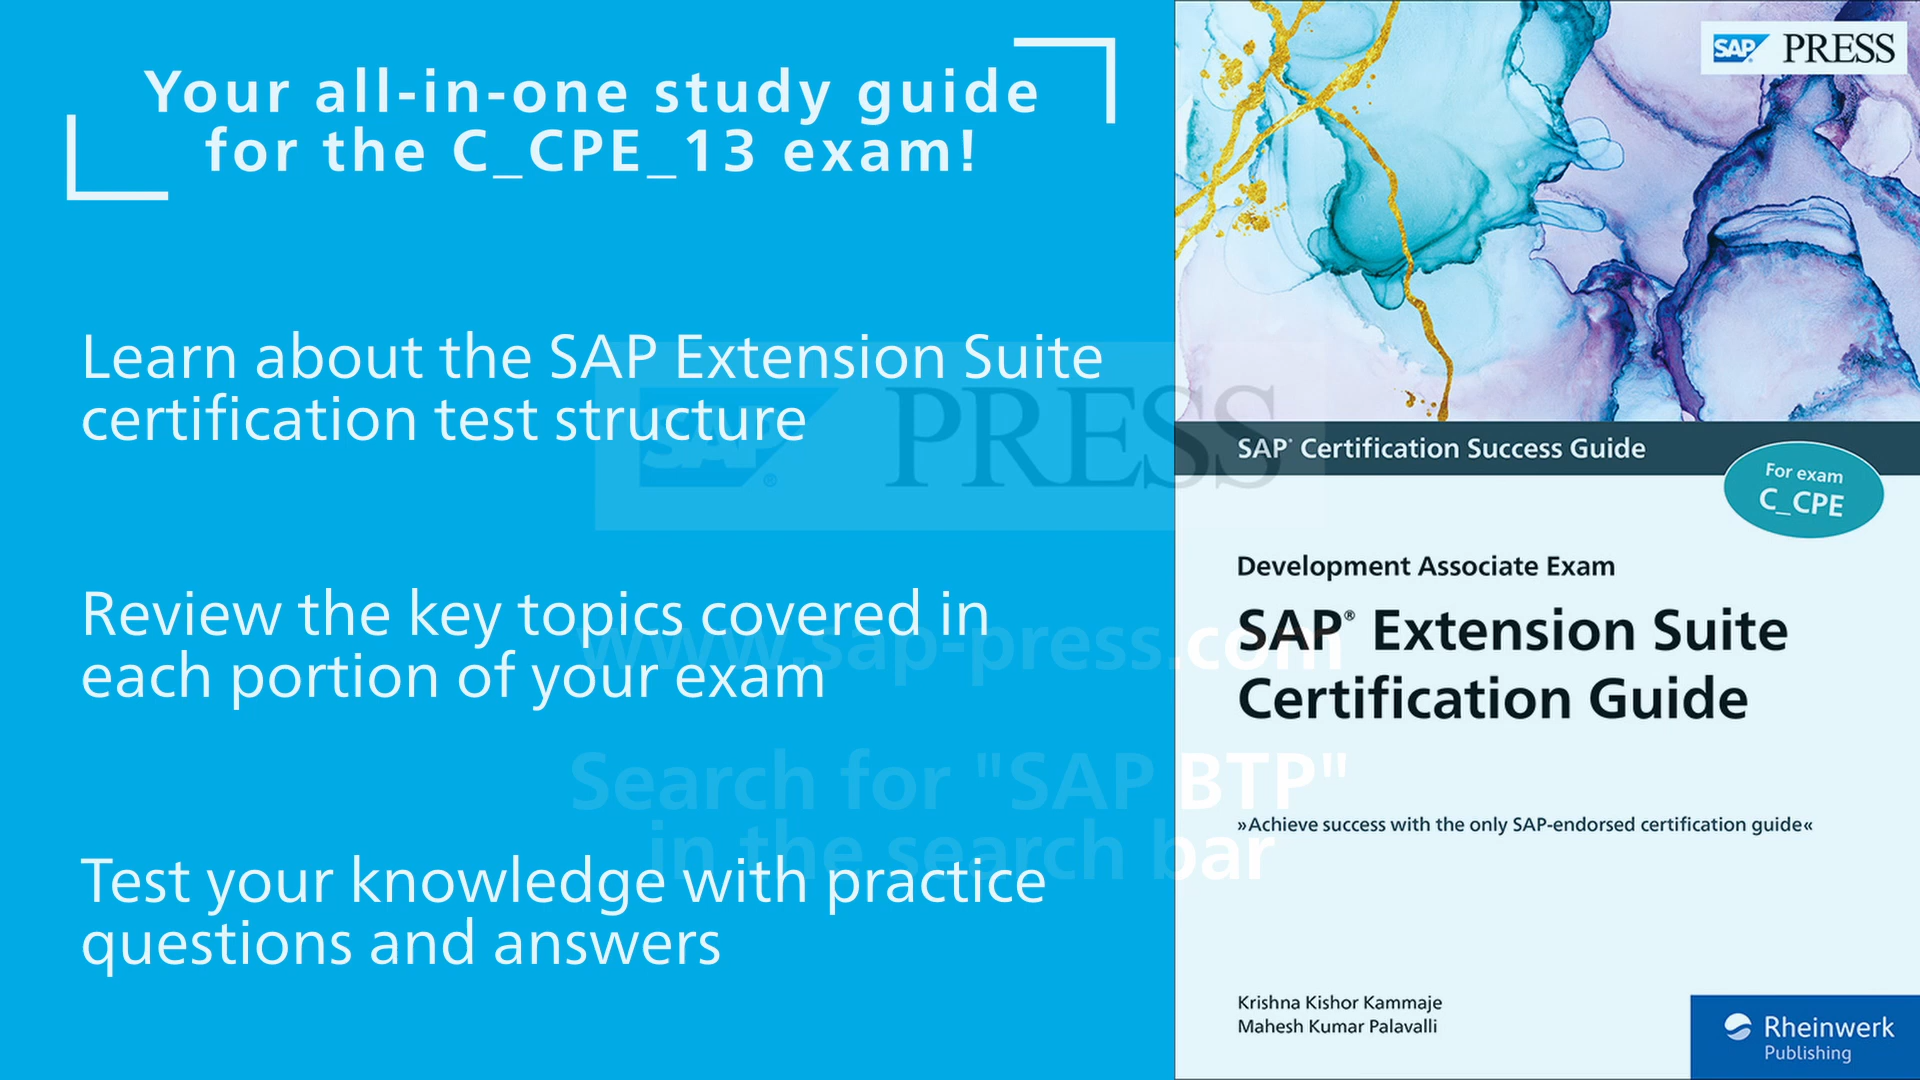 Your all-in-one study guide
for the C_CPE_13 exam!
Learn about the SAP Extension Suite
certification test structure
Review the key topics covered in
each portion of your exam
Test your knowledge with practice
questions and answers
SAP® PRESS
www.sap-press.com
Search for "SAP BTP"
in the search bar
SAP PRESS
SAP® Certification Success Guide
For exam
C_CPE
Development Associate Exam
SAP® Extension Suite
Certification Guide
»Achieve success with the only SAP-endorsed certification guide«
Krishna Kishor Kammaje
Mahesh Kumar Palavalli
Rheinwerk
Publishing